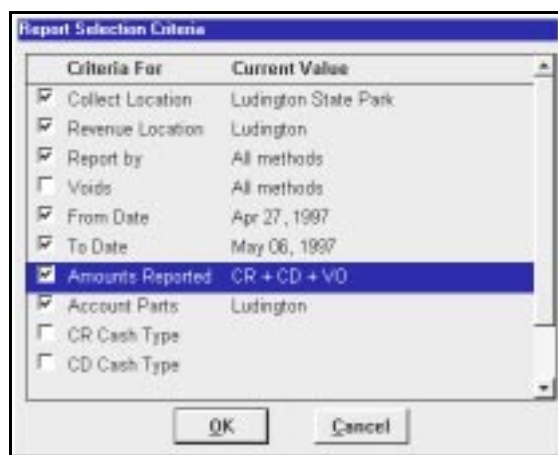 Report Selection Criteria
Criteria For Current Value
Collect Location Ludington State Park
Revenue Location Ludington
Report by All methods
Voids All methods
From Date Apr 27, 1997
To Date May 06, 1997
Amounts Reported CR + CD + VO
Account Parts Ludington
CR Cash Type
CD Cash Type
OK Cancel